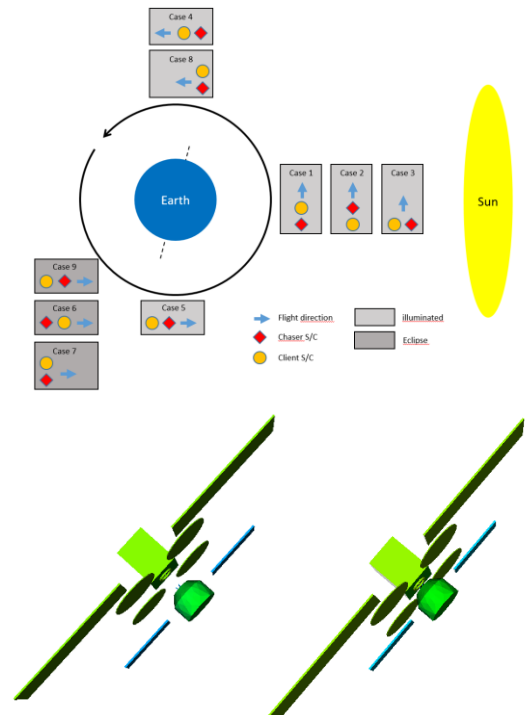 Case 4
Case 8
Case 1
Case 2
Case 3
Earth
Sun
Case 9
Case 6
Case 5
Case 7
Flight direction
illuminated
Chaser S/C
Eclipse
Client S/C